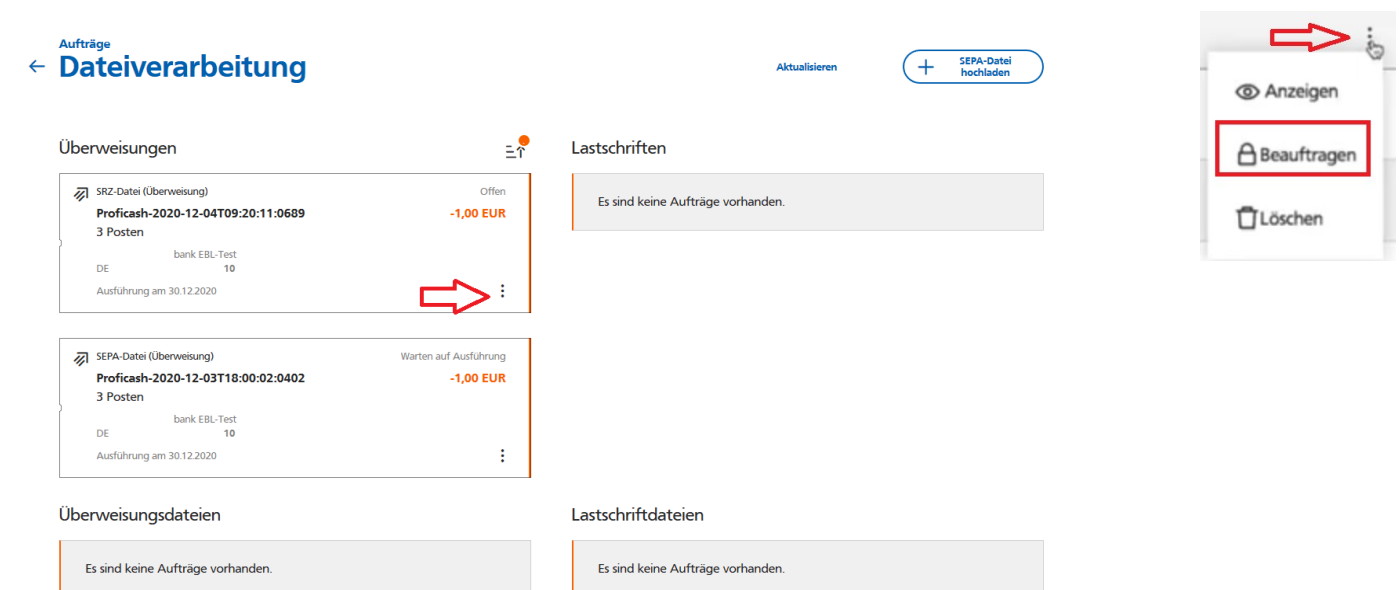 Aufträge
← Dateiverarbeitung
Aktualisieren
+ SEPA-Datei
hochladen
Überweisungen
SRZ-Datei (Überweisung) Offen
Proficash-2020-12-04T09:20:11:0689 -1,00 EUR
3 Posten
bank EBL-Test
DE 10
Ausführung am 30.12.2020
SEPA-Datei (Überweisung) Warten auf Ausführung
Proficash-2020-12-03T18:00:02:0402 -1,00 EUR
3 Posten
bank EBL-Test
DE 10
Ausführung am 30.12.2020
Lastschriften
Es sind keine Aufträge vorhanden.
Überweisungsdateien
Es sind keine Aufträge vorhanden.
Lastschriftdateien
Es sind keine Aufträge vorhanden.
Anzeigen
Beauftragen
Löschen